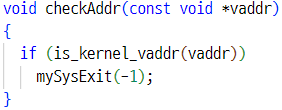 void checkAddr(const void *vaddr)
{
  if (is_kernel_vaddr(vaddr))
    mySysExit(-1);
}